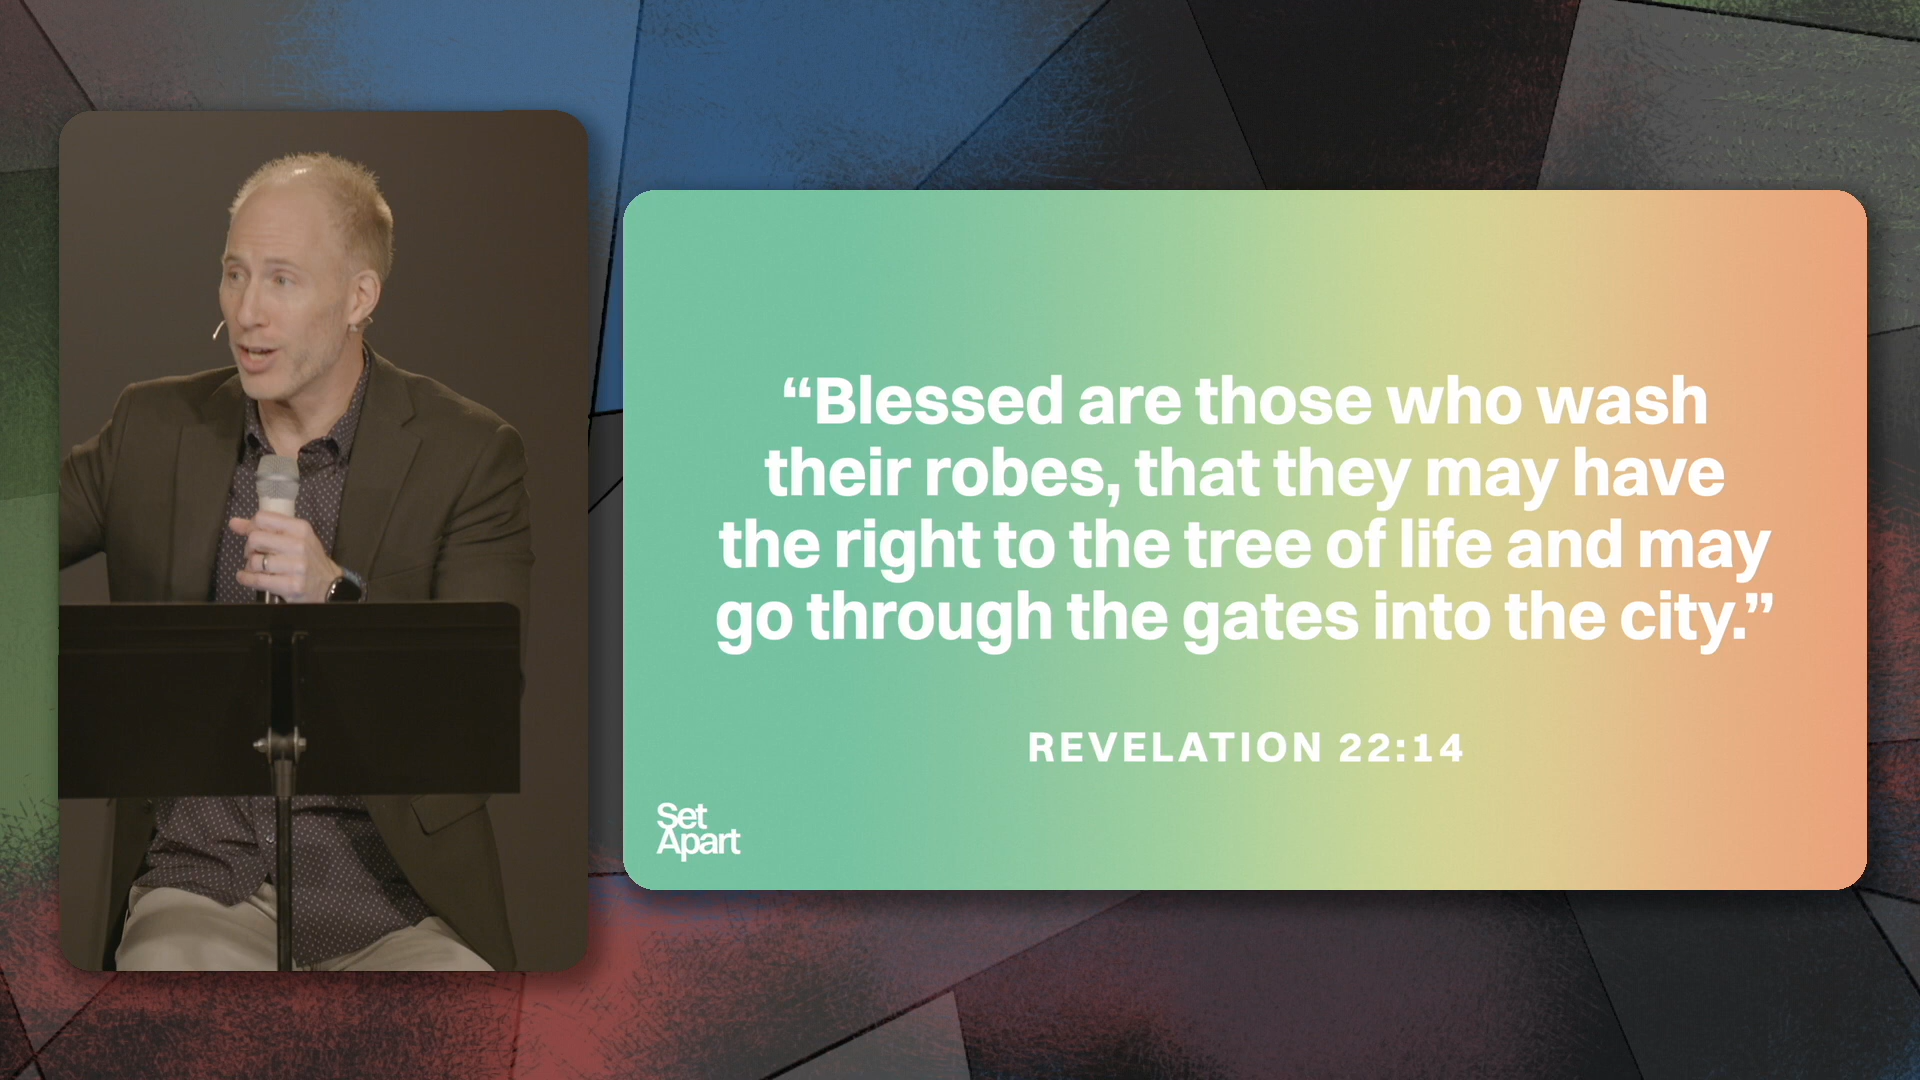 “Blessed are those who wash
their robes, that they may have
the right to the tree of life and may
go through the gates into the city.”
REVELATION 22:14
Set
Apart